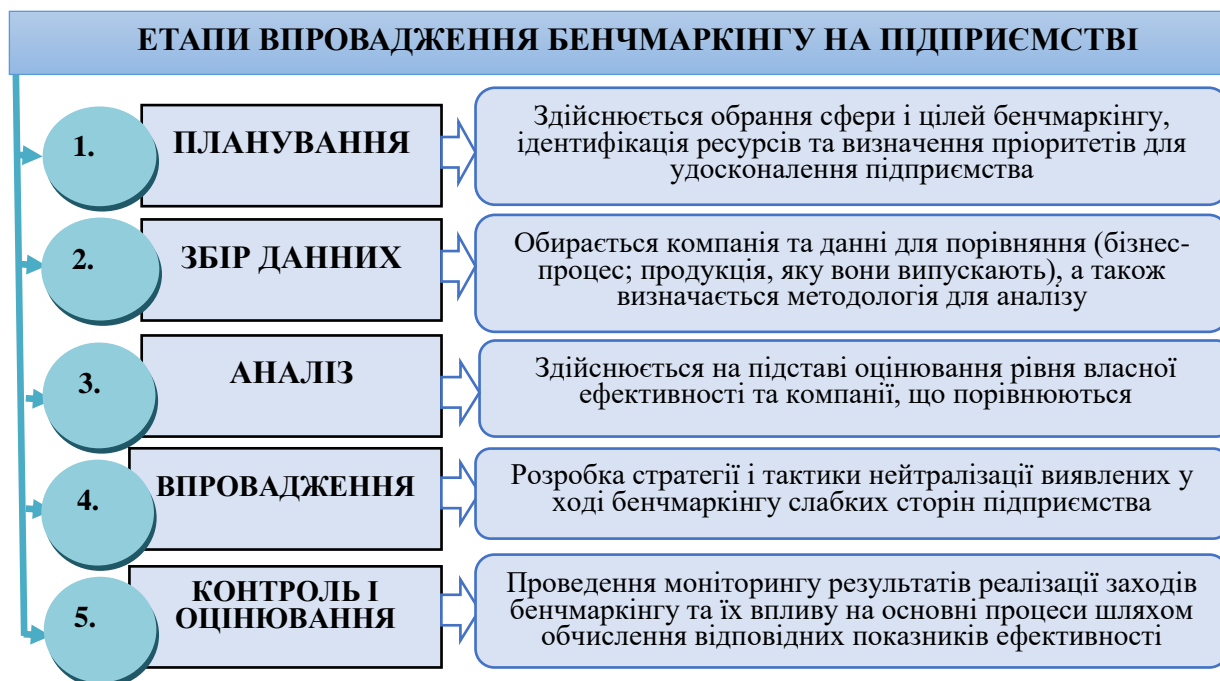 ЕТАПИ ВПРОВАДЖЕННЯ БЕНЧМАРКІНГУ НА ПІДПРИЄМСТВІ
1.
ПЛАНУВАННЯ
Здійснюється обрання сфери і цілей бенчмаркінгу,
ідентифікація ресурсів та визначення пріоритетів для
удосконалення підприємства
2.
ЗБІР ДАННИХ
Обирається компанія та данні для порівняння (бізнес-
процес; продукція, яку вони випускають), а також
визначається методологія для аналізу
3.
АНАЛІЗ
Здійснюється на підставі оцінювання рівня власної
ефективності та компанії, що порівнюються
4.
ВПРОВАДЖЕННЯ
Розробка стратегії і тактики нейтралізації виявлених у
ході бенчмаркінгу слабких сторін підприємства
5.
КОНТРОЛЬ І
ОЦІНЮВАННЯ
Проведення моніторингу результатів реалізації заходів
бенчмаркінгу та їх впливу на основні процеси шляхом
обчислення відповідних показників ефективності